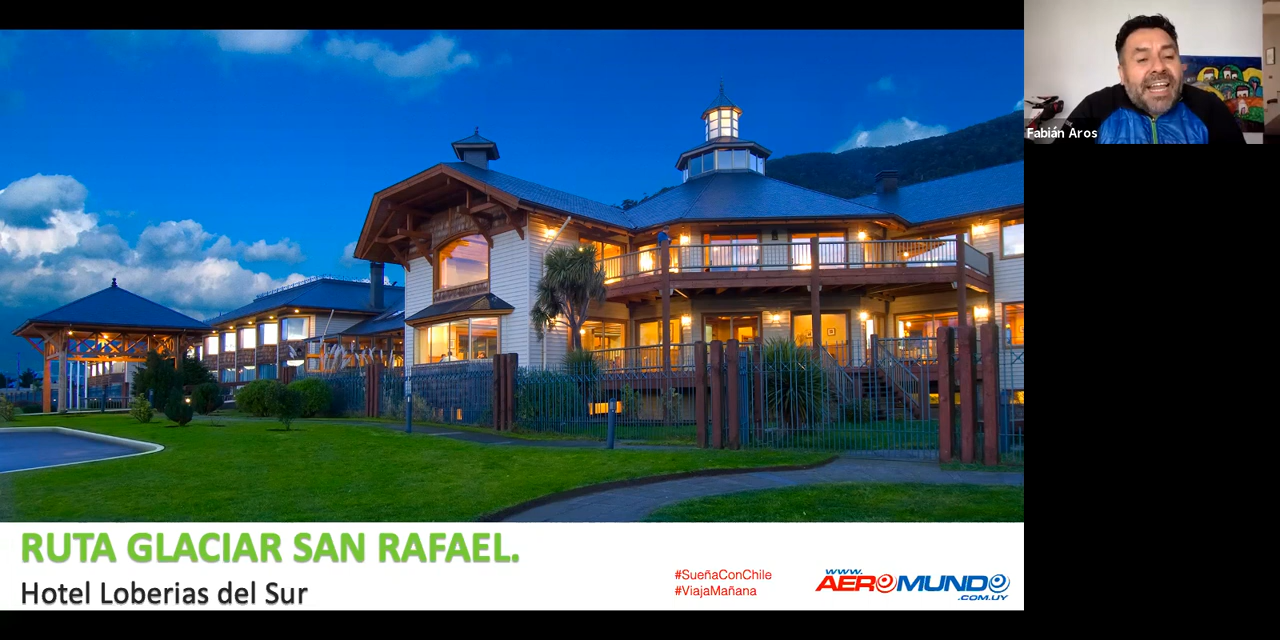 Fabián Aros
RUTA GLACIAR SAN RAFAEL.
Hotel Loberias del Sur
#SueñaConChile
#ViajaMañana
www.
AEROMUNDO
.COM.UY